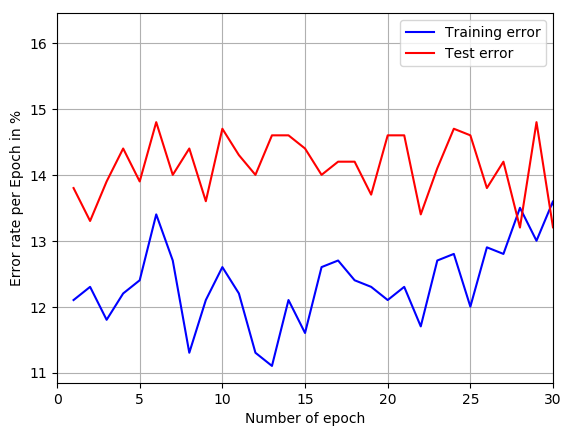 Training error
Test error
16
15
14
13
12
11
Error rate per Epoch in %
0 5 10 15 20 25 30
Number of epoch